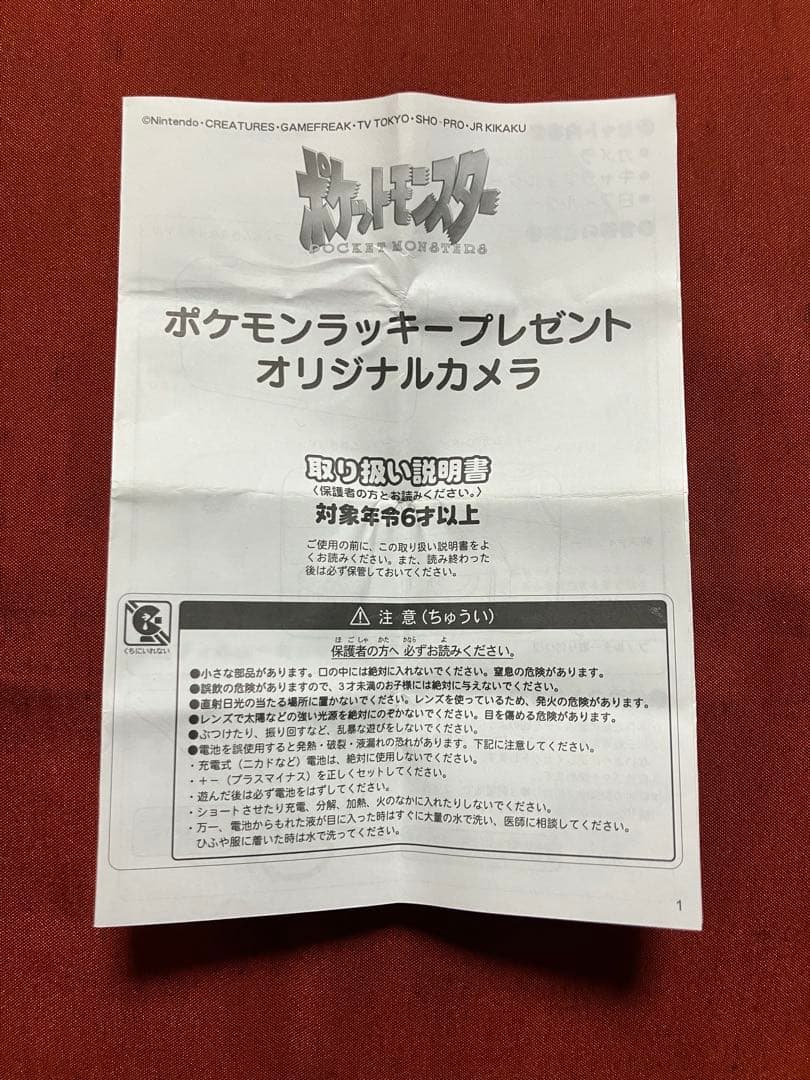 ©Nintendo・CREATURES・GAMEFREAK・TV TOKYO・SHO-PRO・JR KIKAKU
ポケットモンスター
POCKET MONSTERS
ポケモンラッキープレゼント
オリジナルカメラ
取り扱い説明書
〈保護者の方とお読みください。〉
対象年令6才以上
ご使用の前に、この取り扱い説明書をよ
くお読みください。また、読み終わった
後は必ず保管しておいてください。
くちにいれない
⚠ 注意(ちゅうい)
ほごしゃ かた かなら よ
保護者の方へ 必ずお読みください。
●小さな部品があります。口の中には絶対に入れないでください。窒息の危険があります。
●誤飲の危険がありますので、3才未満のお子様には絶対に与えないでください。
●直射日光の当たる場所に置かないでください。レンズを使っているため、発火の危険があります。
●レンズで太陽などの強い光源を絶対にのぞかないでください。目を傷める危険があります。
●ぶつけたり、振り回すなど、乱暴な遊びをしないでください。
●電池を誤使用すると発熱・破裂・液漏れの恐れがあります。下記に注意してください。
・充電式(ニカドなど)電池は、絶対に使用しないでください。
・+-(プラスマイナス)を正しくセットしてください。
・遊んだ後は必ず電池をはずしてください。
・ショートさせたり充電、分解、加熱、火のなかに入れたりしないでください。
・万一、電池からもれた液が目に入った時はすぐに大量の水で洗い、医師に相談してください。
ひふや服に着いた時は水で洗ってください。
1